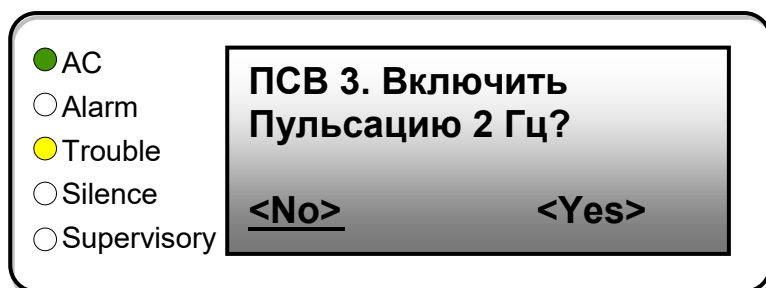 AC
Alarm
Trouble
Silence
Supervisory
ПСВ 3. Включить
Пульсацию 2 Гц?
<No> <Yes>